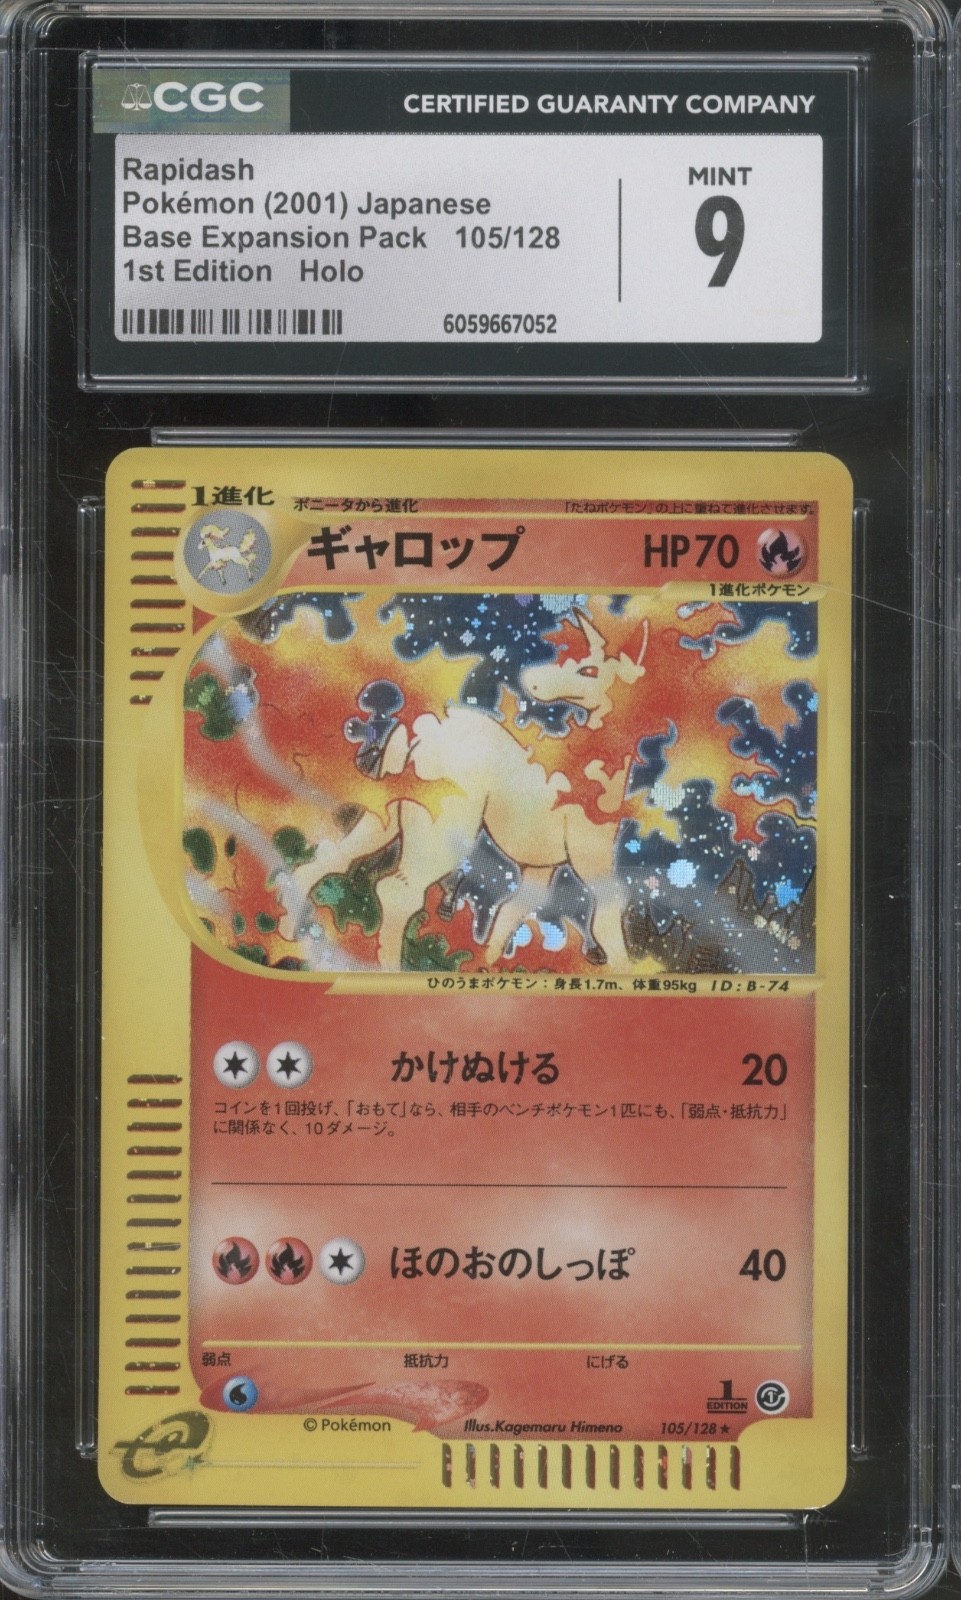 CGC
CERTIFIED GUARANTY COMPANY
Rapidash
Pokémon (2001) Japanese
Base Expansion Pack 105/128
1st Edition Holo
6059667052
MINT
9
1進化
ポニータから進化
「たねポケモン」の上に重ねて進化させます。
ギャロップ
HP70
1進化ポケモン
ひのうまポケモン：身長1.7m、体重95kg ID:B-74
かけぬける 20
コインを1回投げ、「おもて」なら、相手のベンチポケモン1匹にも、「弱点・抵抗力」
に関係なく、10ダメージ。
ほのおのしっぽ 40
弱点 抵抗力 にげる
1
EDITION
1
© Pokémon
Illus.Kagemaru Himeno
105/128★
e